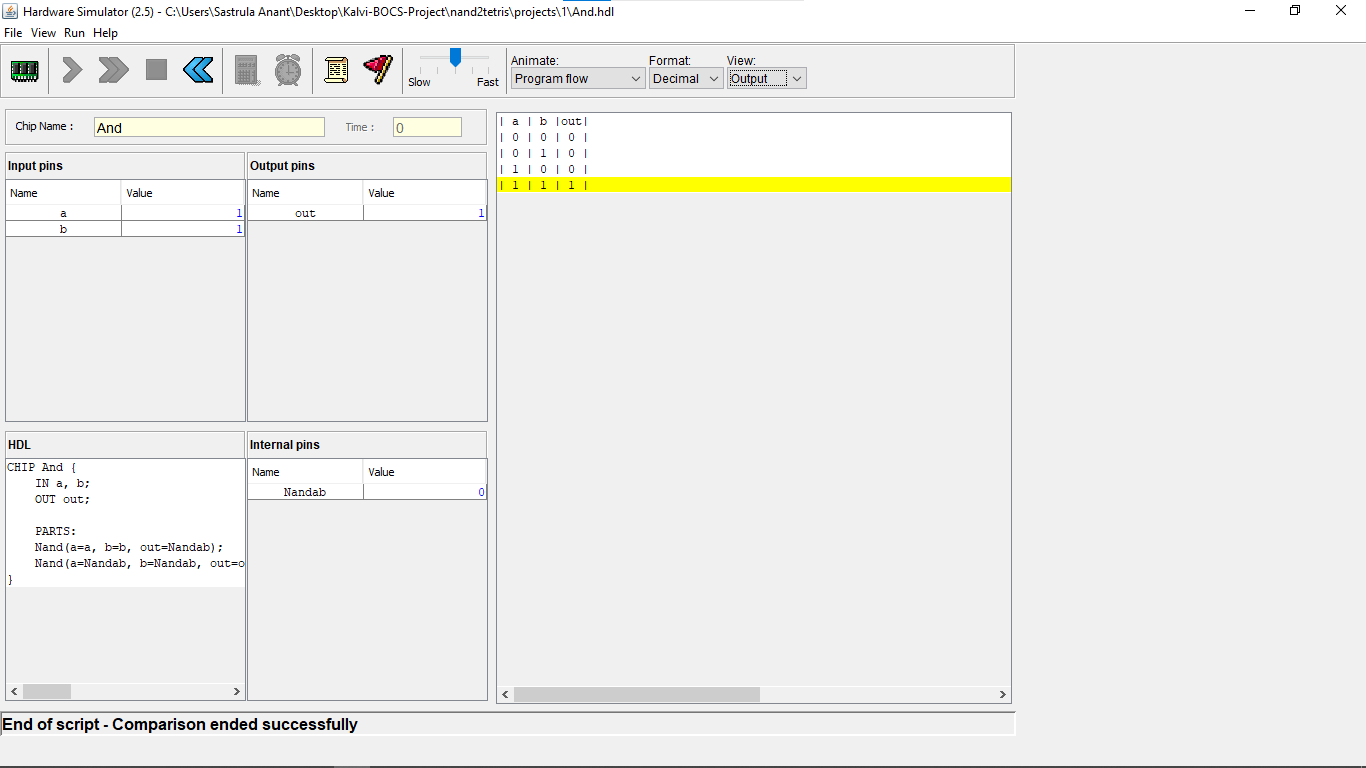 Hardware Simulator (2.5) - C:\Users\Sastrula Anant\Desktop\Kalvi-BOCS-Project\nand2tetris\projects\1\And.hdl
File View Run Help
Slow Fast
Animate: Format: View:
Program flow Decimal Output
Chip Name : And Time : 0
Input pins
Name Value
a 1
b 1
Output pins
Name Value
out 1
HDL
CHIP And {
IN a, b;
OUT out;
PARTS:
Nand(a=a, b=b, out=Nandab);
Nand(a=Nandab, b=Nandab, out=o
}
Internal pins
Name Value
Nandab 0
| a | b |out|
| 0 | 0 | 0 |
| 0 | 1 | 0 |
| 1 | 0 | 0 |
| 1 | 1 | 1 |
End of script - Comparison ended successfully